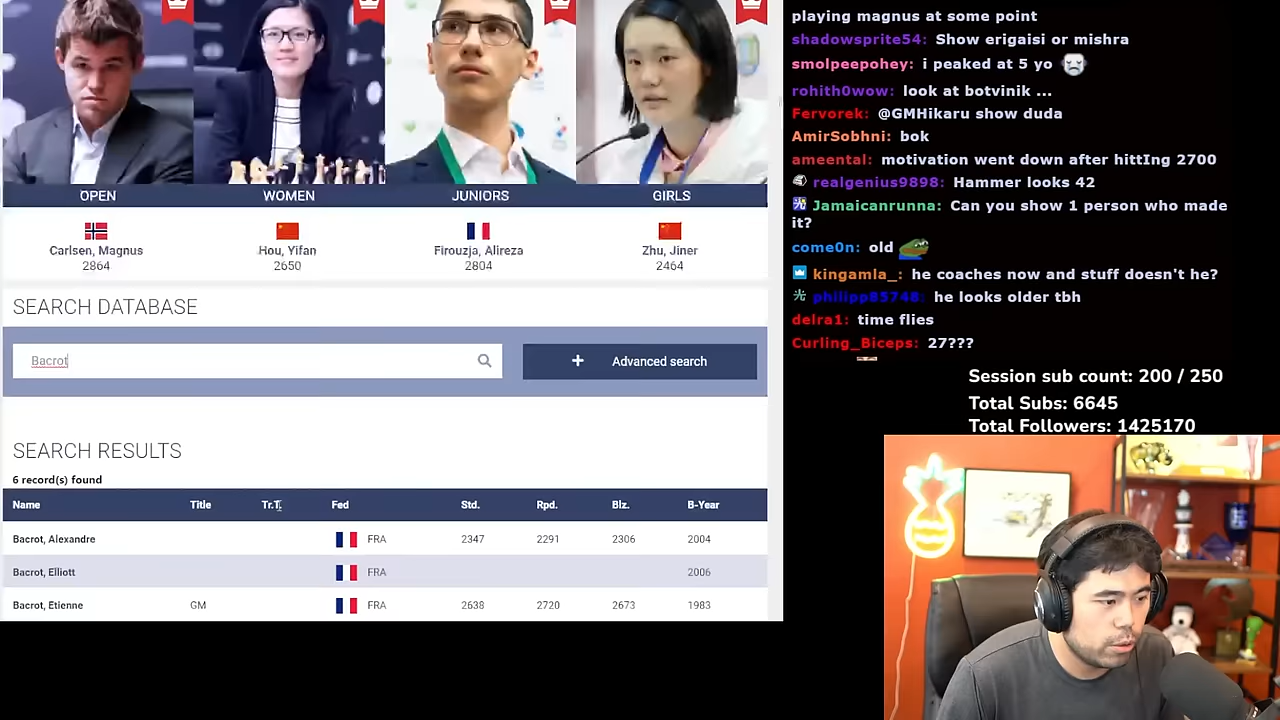 OPEN
WOMEN
JUNIORS
GIRLS
Carlsen, Magnus
Hou, Yifan
Firouzja, Alireza
Zhu, Jiner
2864
2650
2804
2464
SEARCH DATABASE
Bacrot
+ Advanced search
SEARCH RESULTS
6 record(s) found
Name Title Tr.T. Fed Std. Rpd. Blz. B-Year
Bacrot, Alexandre FRA 2347 2291 2306 2004
Bacrot, Elliott FRA 2006
Bacrot, Etienne GM FRA 2638 2720 2673 1983
playing magnus at some point
shadowsprite54: Show erigaisi or mishra
smolpeepohey: i peaked at 5 yo
rohith0wow: look at botvinik ...
Fervorek: @GMHikaru show duda
AmirSobhni: bok
ameental: motivation went down after hittIng 2700
realgenius9898: Hammer looks 42
Jamaicanrunna: Can you show 1 person who made
it?
come0n: old
kingamla_: he coaches now and stuff doesn't he?
philipp85748: he looks older tbh
delra1: time flies
Curling_Biceps: 27???
Session sub count: 200 / 250
Total Subs: 6645
Total Followers: 1425170